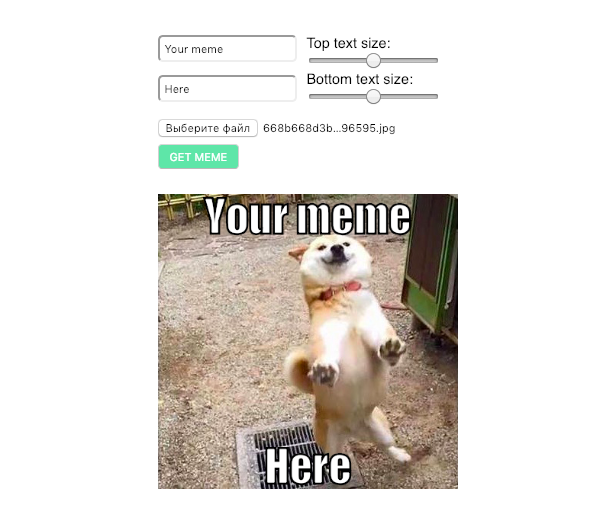 Your meme
Top text size:
Here
Bottom text size:
Выберите файл 668b668d3b...96595.jpg
GET MEME
Your meme
Here